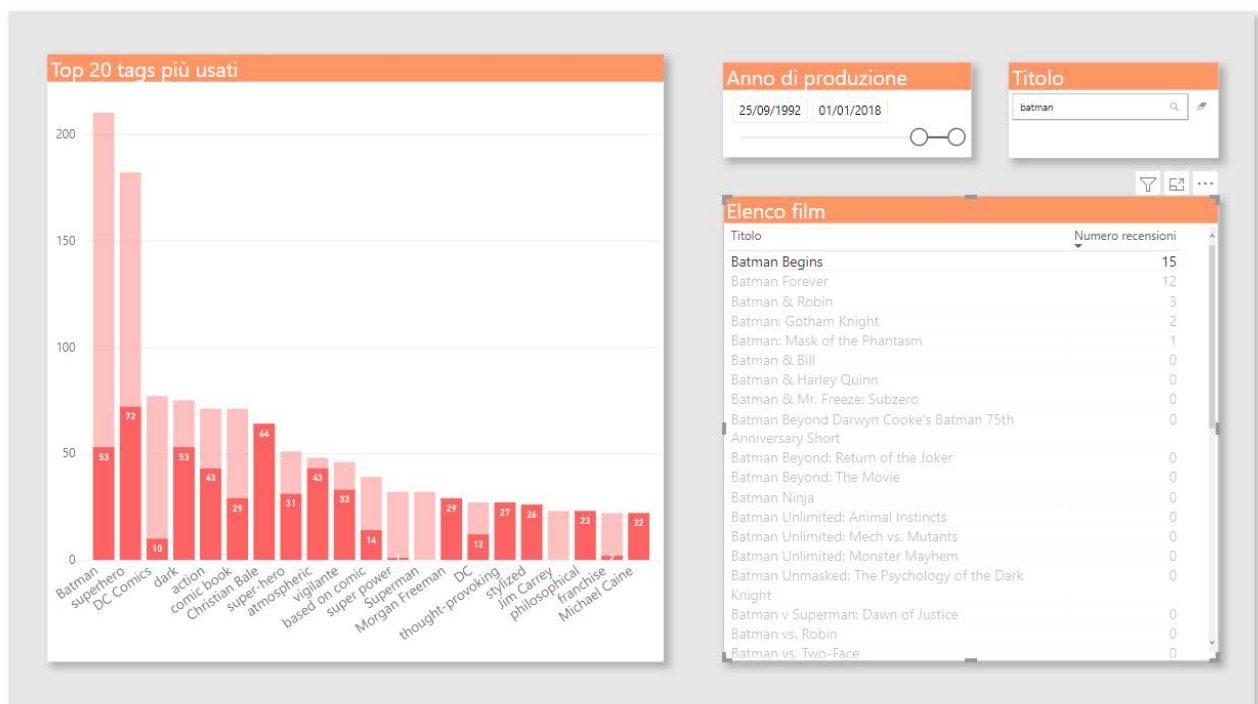 Top 20 tags più usati
200
150
100
50
0
53
72
10
53
43
29
64
31
43
33
14
1
29
12
27
26
23
2
22
Batman
superhero
DC Comics
dark
action
comic book
Christian Bale
super-hero
atmospheric
vigilante
based on comic
super power
Superman
Morgan Freeman
DC
thought-provoking
stylized
Jim Carrey
philosophical
franchise
Michael Caine
Anno di produzione
25/09/1992 01/01/2018
Titolo
batman
Elenco film
Titolo Numero recensioni
Batman Begins 15
Batman Forever 12
Batman & Robin 3
Batman: Gotham Knight 2
Batman: Mask of the Phantasm 1
Batman & Bill 0
Batman & Harley Quinn 0
Batman & Mr. Freeze: Subzero 0
Batman Beyond Darwyn Cooke's Batman 75th 0
Anniversary Short
Batman Beyond: Return of the Joker 0
Batman Beyond: The Movie 0
Batman Ninja 0
Batman Unlimited: Animal Instincts 0
Batman Unlimited: Mech vs. Mutants 0
Batman Unlimited: Monster Mayhem 0
Batman Unmasked: The Psychology of the Dark 0
Knight
Batman v Superman: Dawn of Justice 0
Batman vs. Robin 0
Batman vs. Two-Face 0